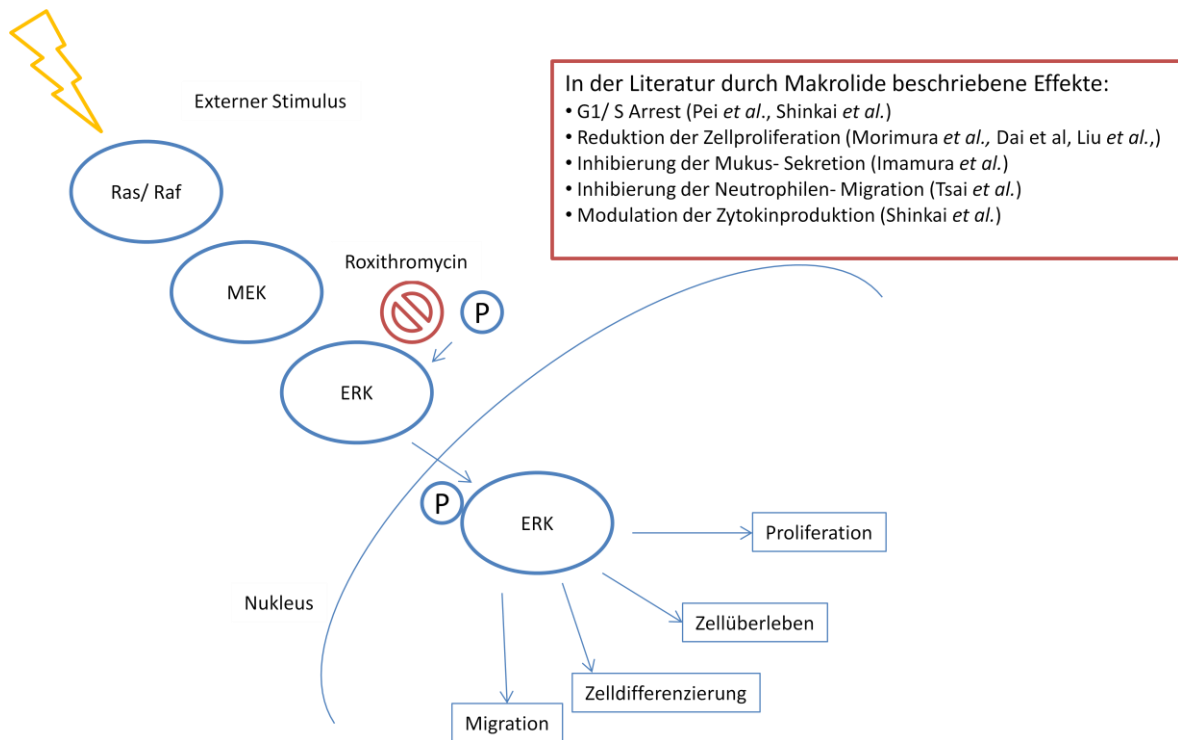 Externer Stimulus
In der Literatur durch Makrolide beschriebene Effekte:
• G1/ S Arrest (Pei et al., Shinkai et al.)
• Reduktion der Zellproliferation (Morimura et al., Dai et al, Liu et al.,)
• Inhibierung der Mukus- Sekretion (Imamura et al.)
• Inhibierung der Neutrophilen- Migration (Tsai et al.)
• Modulation der Zytokinproduktion (Shinkai et al.)
Ras/ Raf
MEK
Roxithromycin
P
ERK
P
ERK
Nukleus
Proliferation
Zellüberleben
Zelldifferenzierung
Migration